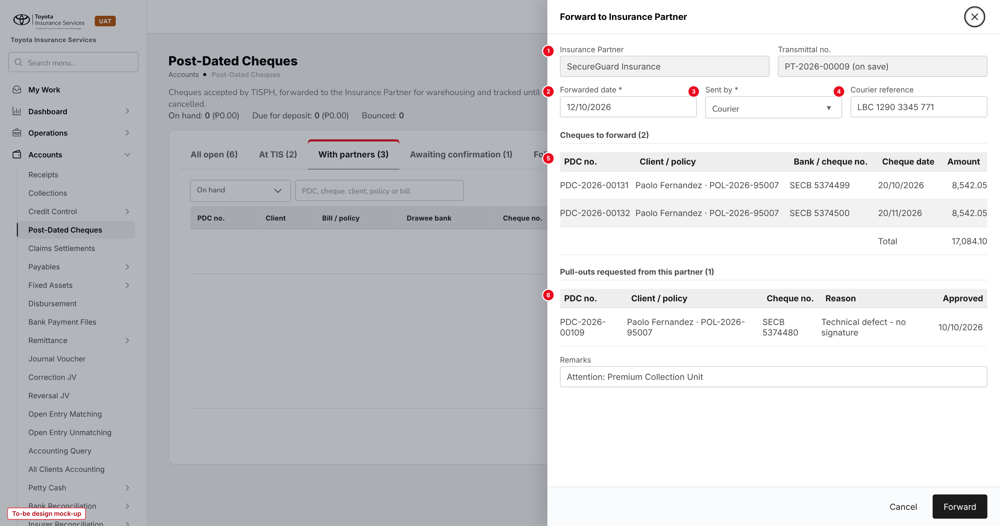 Toyota
Insurance Services
UAT
Toyota Insurance Services
Search menu...
My Work
Dashboard
Operations
Accounts
Receipts
Collections
Credit Control
Post-Dated Cheques
Claims Settlements
Payables
Fixed Assets
Disbursement
Bank Payment Files
Remittance
Journal Voucher
Correction JV
Reversal JV
Open Entry Matching
Open Entry Unmatching
Accounting Query
All Clients Accounting
Petty Cash
Bank Reconciliation
To-be design mock-up
Insurer Reconciliation
Post-Dated Cheques
Accounts • Post-Dated Cheques
Cheques accepted by TISPH, forwarded to the Insurance Partner for warehousing and tracked until
cancelled.
On hand: 0 (₱0.00) Due for deposit: 0 (₱0.00) Bounced: 0
All open (6) At TIS (2) With partners (3) Awaiting confirmation (1)
On hand
PDC, cheque, client, policy or bill
PDC no. Client Bill / policy Drawee bank Cheque no.
Forward to Insurance Partner
1 Insurance Partner Transmittal no.
SecureGuard Insurance PT-2026-00009 (on save)
2 Forwarded date * 3 Sent by * 4 Courier reference
12/10/2026 Courier LBC 1290 3345 771
Cheques to forward (2)
5 PDC no. Client / policy Bank / cheque no. Cheque date Amount
PDC-2026-00131 Paolo Fernandez · POL-2026-95007 SECB 5374499 20/10/2026 8,542.05
PDC-2026-00132 Paolo Fernandez · POL-2026-95007 SECB 5374500 20/11/2026 8,542.05
Total 17,084.10
Pull-outs requested from this partner (1)
6 PDC no. Client / policy Cheque no. Reason Approved
PDC-2026- Paolo Fernandez · POL-2026- SECB Technical defect - no 10/10/2026
00109 95007 5374480 signature
Remarks
Attention: Premium Collection Unit
Cancel Forward